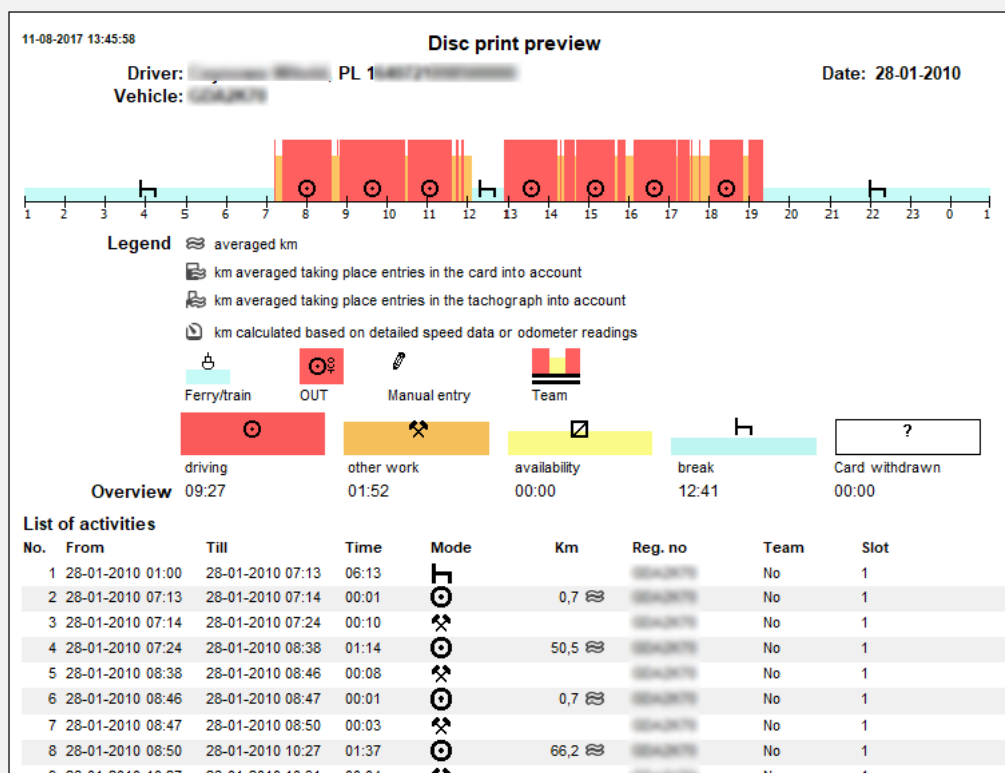 11-08-2017 13:45:58
Disc print preview
Driver: PL 1
Date: 28-01-2010
Vehicle:
1 2 3 4 5 6 7 8 9 10 11 12 13 14 15 16 17 18 19 20 21 22 23 0 1
Legend averaged km
km averaged taking place entries in the card into account
km averaged taking place entries in the tachograph into account
km calculated based on detailed speed data or odometer readings
Ferry/train OUT Manual entry Team
?
driving other work availability break Card withdrawn
Overview 09:27 01:52 00:00 12:41 00:00
List of activities
No. From Till Time Mode Km Reg. no Team Slot
1 28-01-2010 01:00 28-01-2010 07:13 06:13 No 1
2 28-01-2010 07:13 28-01-2010 07:14 00:01 0,7 No 1
3 28-01-2010 07:14 28-01-2010 07:24 00:10 No 1
4 28-01-2010 07:24 28-01-2010 08:38 01:14 50,5 No 1
5 28-01-2010 08:38 28-01-2010 08:46 00:08 No 1
6 28-01-2010 08:46 28-01-2010 08:47 00:01 0,7 No 1
7 28-01-2010 08:47 28-01-2010 08:50 00:03 No 1
8 28-01-2010 08:50 28-01-2010 10:27 01:37 66,2 No 1